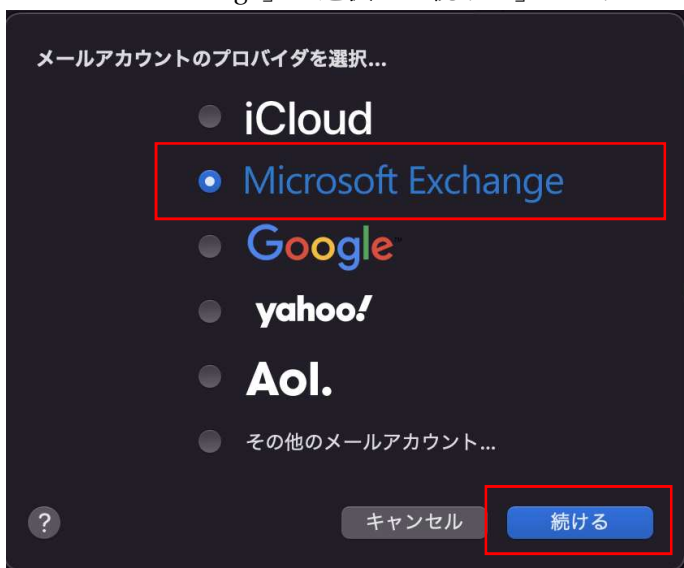 メールアカウントのプロバイダを選択...
iCloud
Microsoft Exchange
Google
yahoo!
Aol.
その他のメールアカウント...
?
キャンセル
続ける